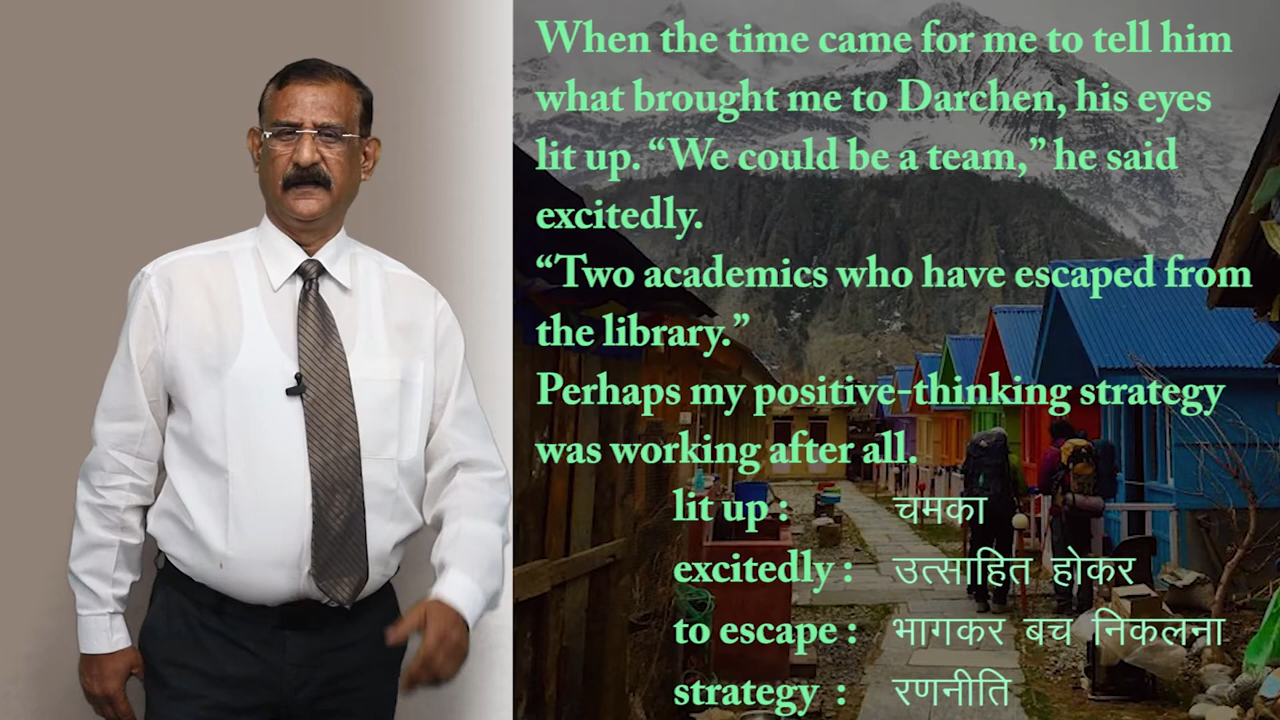 When the time came for me to tell him
what brought me to Darchen, his eyes
lit up. “We could be a team,” he said
excitedly.
“Two academics who have escaped from
the library.”
Perhaps my positive-thinking strategy
was working after all.
lit up : चमका
excitedly : उत्साहित होकर
to escape : भागकर बच निकलना
strategy : रणनीति